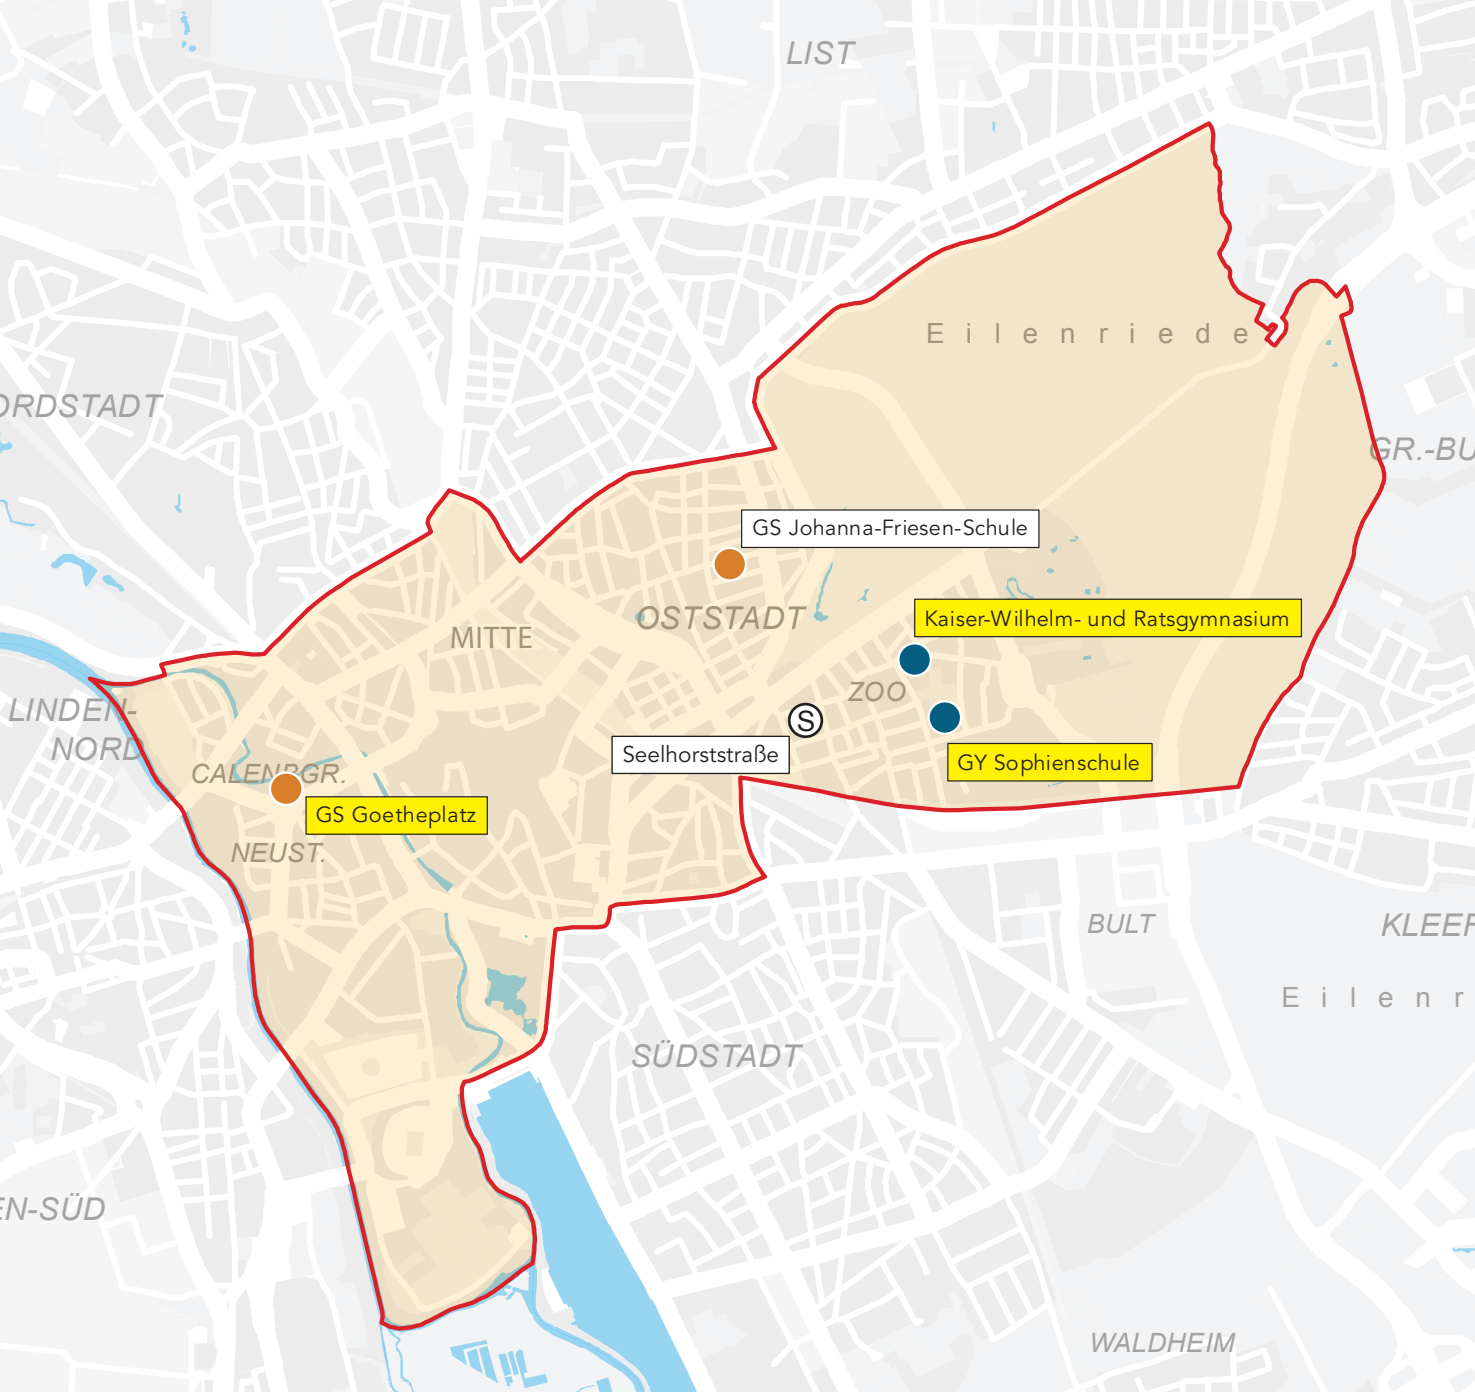 LIST
Eilenriede
ORDSTADT
GR.-BU
GS Johanna-Friesen-Schule
OSTSTADT
Kaiser-Wilhelm- und Ratsgymnasium
MITTE
ZOO
LINDEN-
NORD
S
Seelhorststraße
GY Sophienschule
CALENBGR.
GS Goetheplatz
NEUST.
BULT
KLEEF
Eilenr
SÜDSTADT
EN-SÜD
WALDHEIM